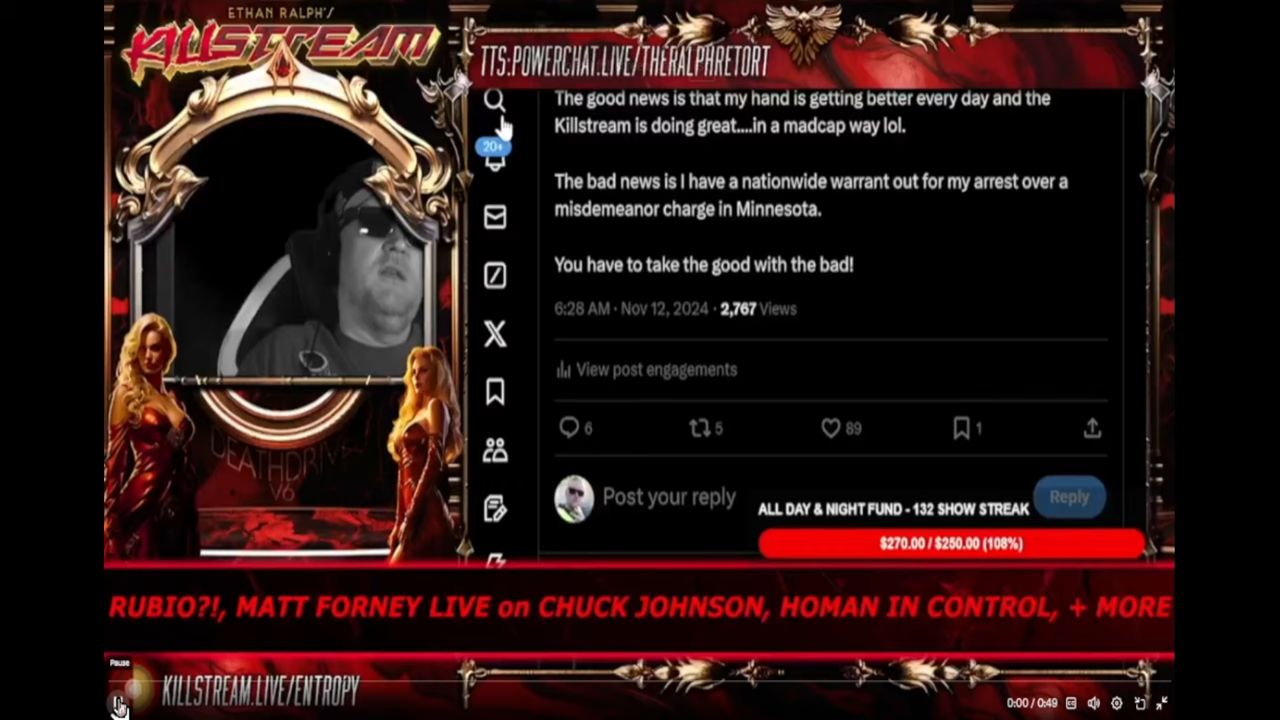 ETHAN RALPH'S
KILLSTREAM
TTS:POWERCHAT.LIVE/THERALPHRETORT
The good news is that my hand is getting better every day and the
Killstream is doing great....in a madcap way lol.
20+
The bad news is I have a nationwide warrant out for my arrest over a
misdemeanor charge in Minnesota.
You have to take the good with the bad!
6:28 AM · Nov 12, 2024 · 2,767 Views
View post engagements
6
5
89
1
DEATHDRIVE
V6
Post your reply
Reply
ALL DAY & NIGHT FUND - 132 SHOW STREAK
$270.00 / $250.00 (108%)
RUBIO?!, MATT FORNEY LIVE on CHUCK JOHNSON, HOMAN IN CONTROL, + MORE
Pause
KILLSTREAM.LIVE/ENTROPY
0:00 / 0:49